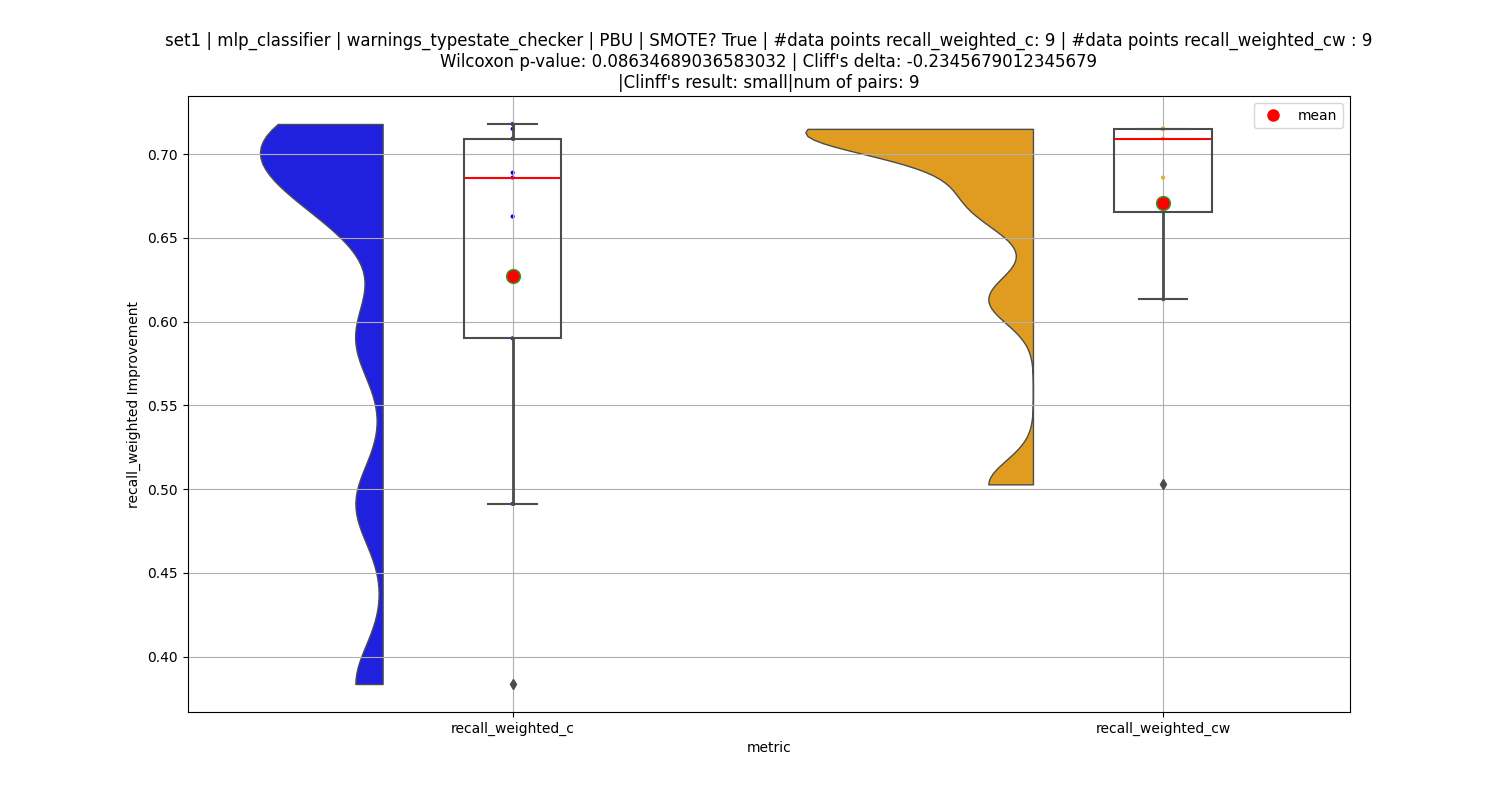 set1 | mlp_classifier | warnings_typestate_checker | PBU | SMOTE? True | #data points recall_weighted_c: 9 | #data points recall_weighted_cw : 9
Wilcoxon p-value: 0.08634689036583032 | Cliff's delta: -0.2345679012345679
|Clinff's result: small|num of pairs: 9
mean
0.70
0.65
0.60
0.55
0.50
0.45
0.40
recall_weighted Improvement
recall_weighted_c
recall_weighted_cw
metric